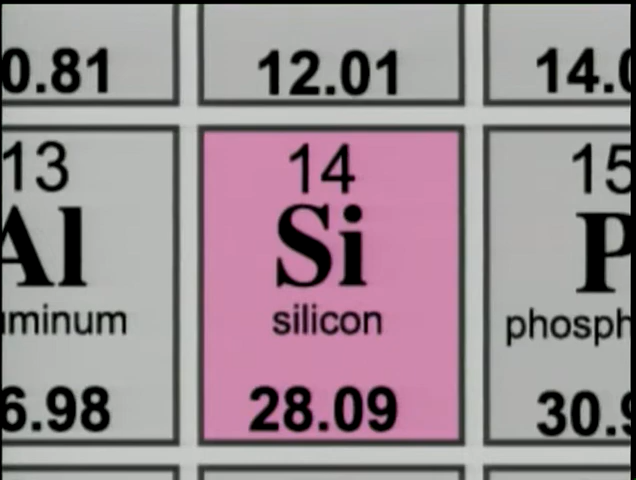 0.81 12.01 14.0
13 14 15
Al Si P
uminum silicon phosph
6.98 28.09 30.9